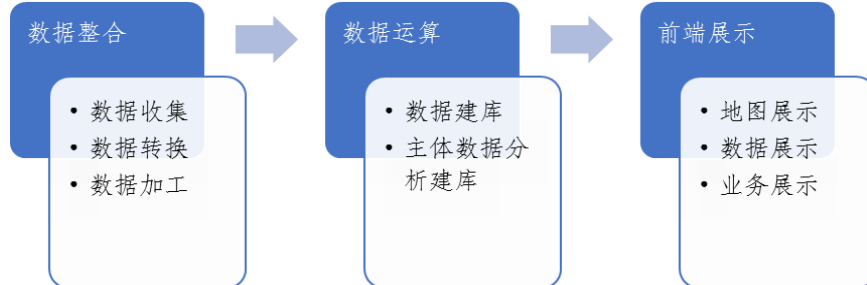 数据整合
• 数据收集
• 数据转换
• 数据加工
数据运算
• 数据建库
• 主体数据分
析建库
前端展示
• 地图展示
• 数据展示
• 业务展示